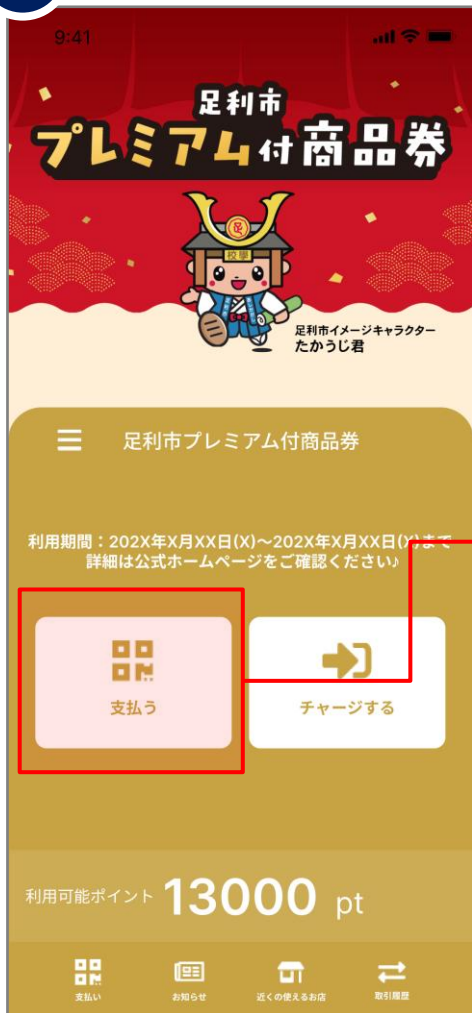 9:41
足利市
プレミアム付商品券
足
校學
足利市イメージキャラクター
たかうじ君
足利市プレミアム付商品券
利用期間：202X年X月XX日(X)～202X年X月XX日(X)まで
詳細は公式ホームページをご確認ください♪
支払う
チャージする
利用可能ポイント 13000 pt
支払い
お知らせ
近くの使えるお店
取引履歴